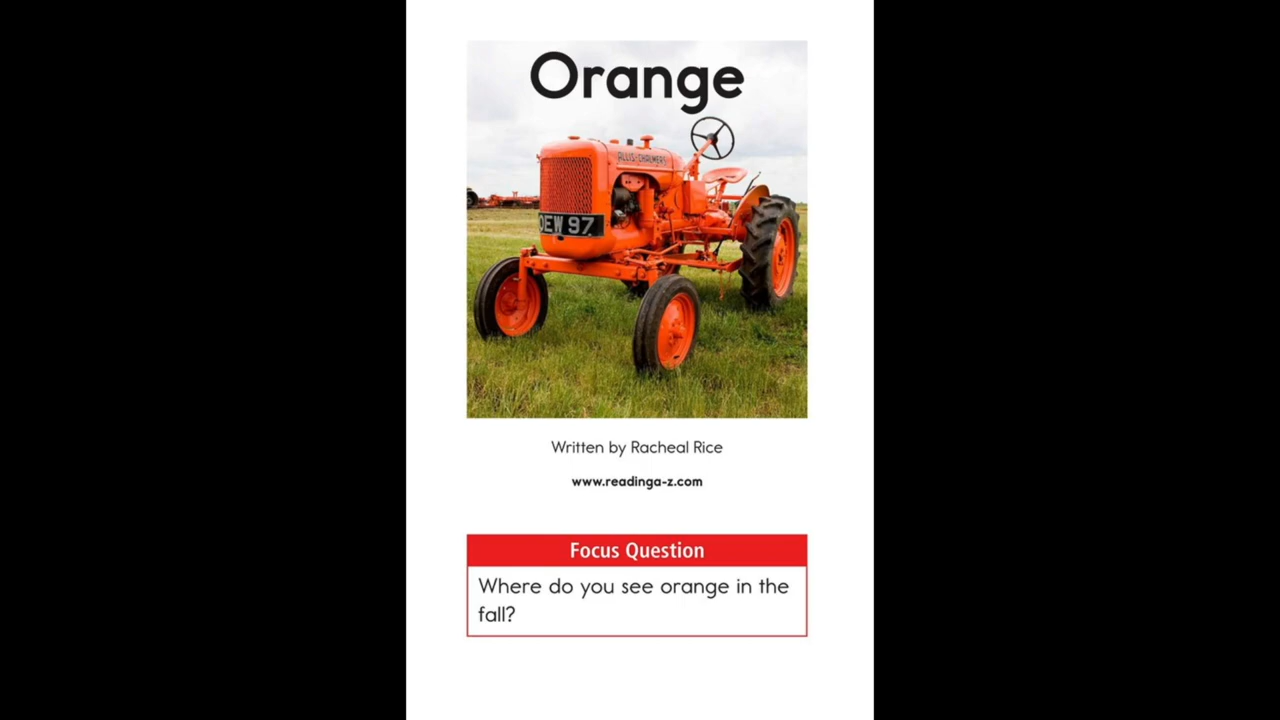 Orange
ALLIS-CHALMERS
OEW 97
Written by Racheal Rice
www.readinga-z.com
Focus Question
Where do you see orange in the
fall?